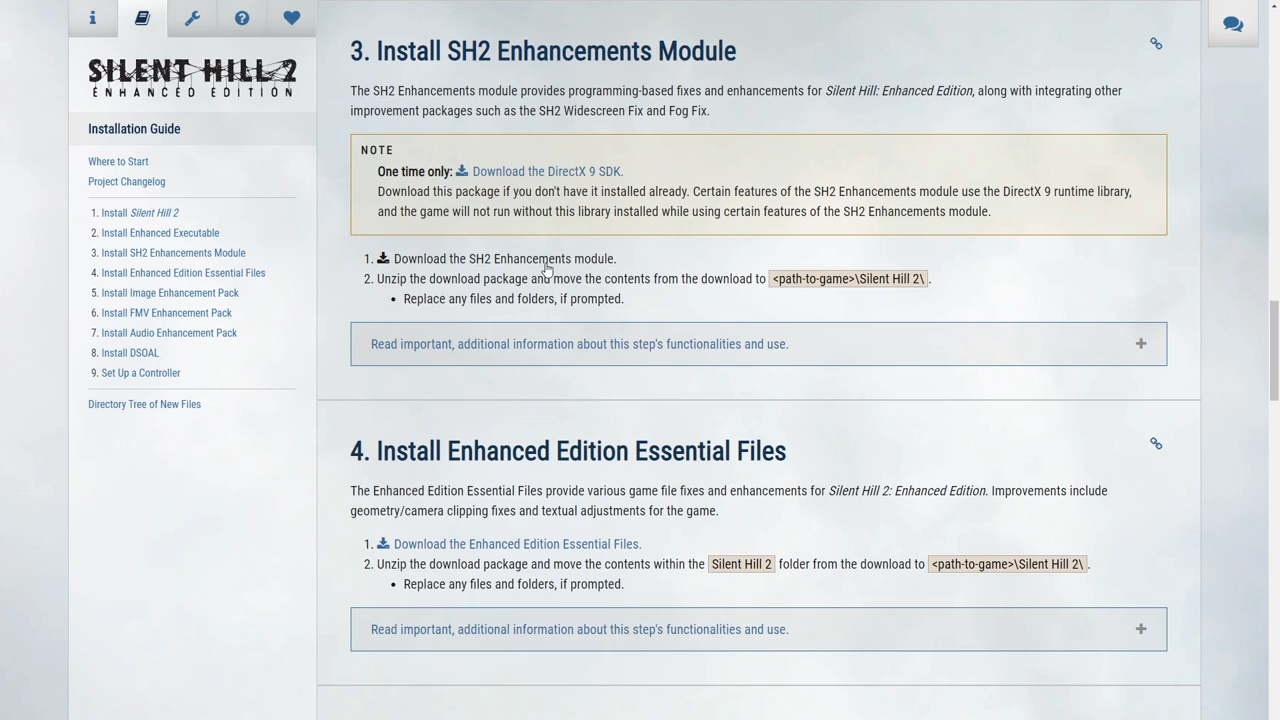 SILENT HILL 2
ENHANCED EDITION
Installation Guide
Where to Start
Project Changelog
1. Install Silent Hill 2
2. Install Enhanced Executable
3. Install SH2 Enhancements Module
4. Install Enhanced Edition Essential Files
5. Install Image Enhancement Pack
6. Install FMV Enhancement Pack
7. Install Audio Enhancement Pack
8. Install DSOAL
9. Set Up a Controller
Directory Tree of New Files
3. Install SH2 Enhancements Module
The SH2 Enhancements module provides programming-based fixes and enhancements for Silent Hill: Enhanced Edition, along with integrating other
improvement packages such as the SH2 Widescreen Fix and Fog Fix.
NOTE
One time only: Download the DirectX 9 SDK.
Download this package if you don't have it installed already. Certain features of the SH2 Enhancements module use the DirectX 9 runtime library,
and the game will not run without this library installed while using certain features of the SH2 Enhancements module.
1. Download the SH2 Enhancements module.
2. Unzip the download package and move the contents from the download to <path-to-game>\Silent Hill 2\ .
• Replace any files and folders, if prompted.
Read important, additional information about this step's functionalities and use. +
4. Install Enhanced Edition Essential Files
The Enhanced Edition Essential Files provide various game file fixes and enhancements for Silent Hill 2: Enhanced Edition. Improvements include
geometry/camera clipping fixes and textual adjustments for the game.
1. Download the Enhanced Edition Essential Files.
2. Unzip the download package and move the contents within the Silent Hill 2 folder from the download to <path-to-game>\Silent Hill 2\ .
• Replace any files and folders, if prompted.
Read important, additional information about this step's functionalities and use. +